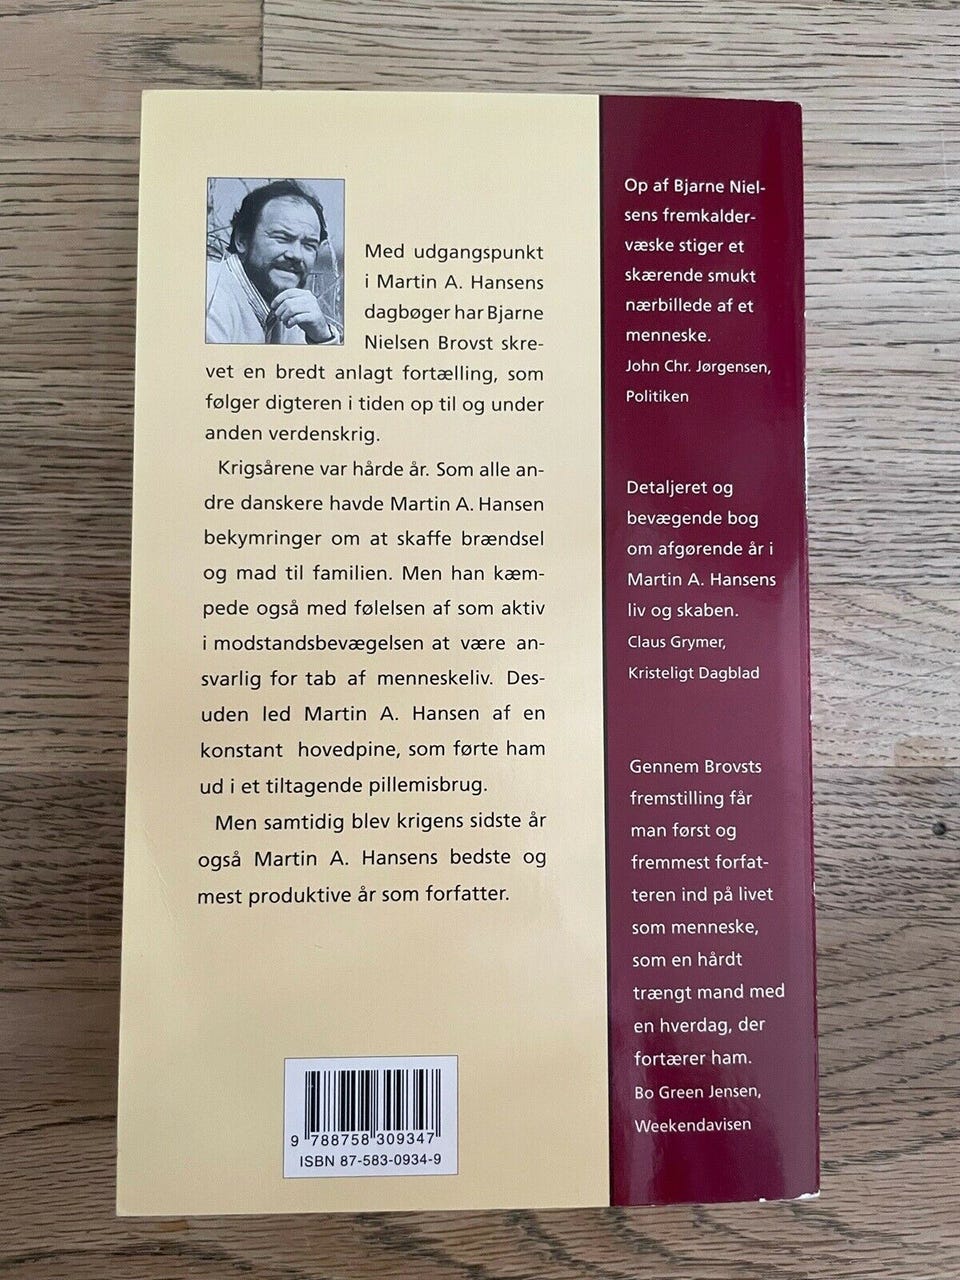 Med udgangspunkt
i Martin A. Hansens
dagbøger har Bjarne
Nielsen Brovst skre-
vet en bredt anlagt fortælling, som
følger digteren i tiden op til og under
anden verdenskrig.
Krigsårene var hårde år. Som alle an-
dre danskere havde Martin A. Hansen
bekymringer om at skaffe brændsel
og mad til familien. Men han kæm-
pede også med følelsen af som aktiv
i modstandsbevægelsen at være an-
svarlig for tab af menneskeliv. Des-
uden led Martin A. Hansen af en
konstant hovedpine, som førte ham
ud i et tiltagende pillemisbrug.
Men samtidig blev krigens sidste år
også Martin A. Hansens bedste og
mest produktive år som forfatter.
9 788758 309347
ISBN 87-583-0934-9
Op af Bjarne Niel-
sens fremkalder-
væske stiger et
skærende smukt
nærbillede af et
menneske.
John Chr. Jørgensen,
Politiken
Detaljeret og
bevægende bog
om afgørende år i
Martin A. Hansens
liv og skaben.
Claus Grymer,
Kristeligt Dagblad
Gennem Brovsts
fremstilling får
man først og
fremmest forfat-
teren ind på livet
som menneske,
som en hårdt
trængt mand med
en hverdag, der
fortærer ham.
Bo Green Jensen,
Weekendavisen